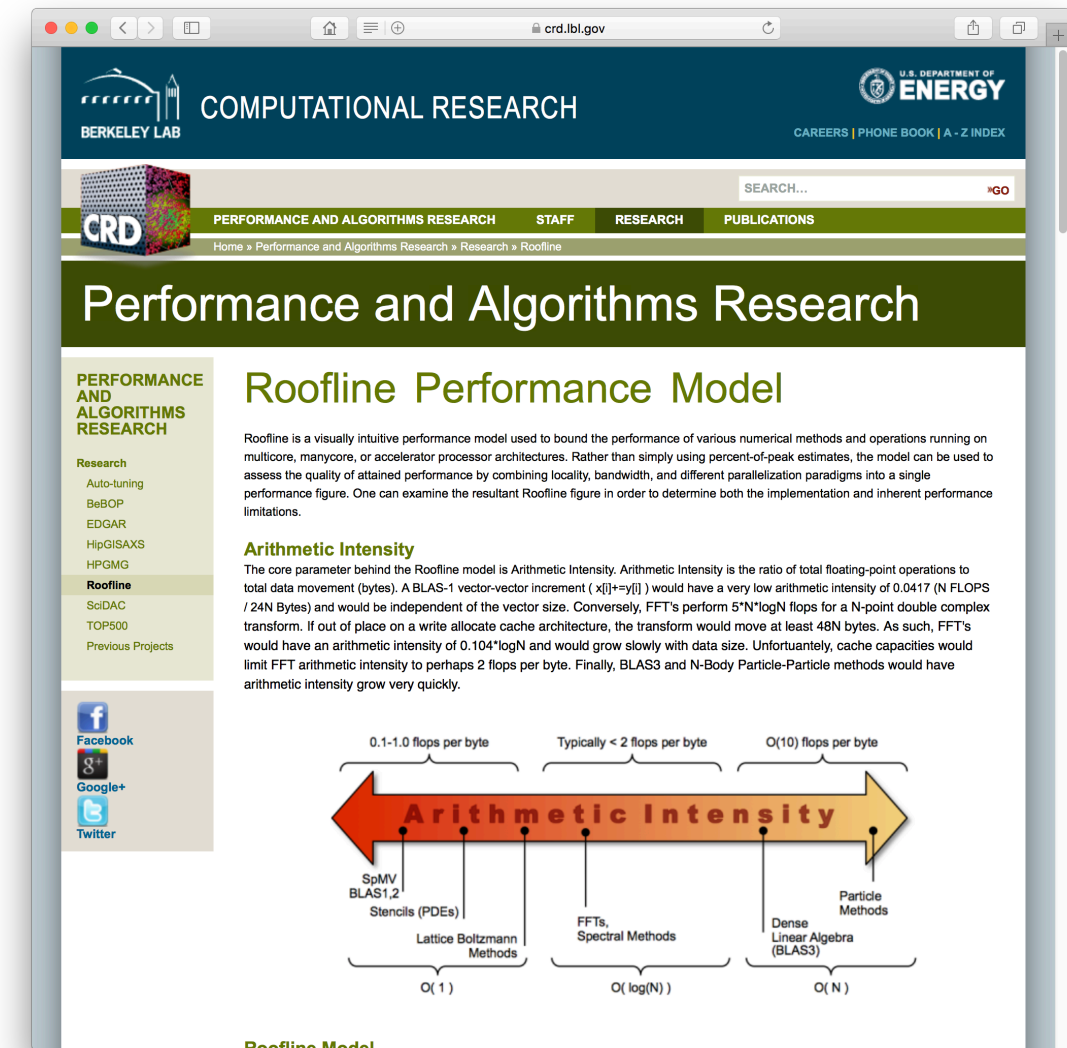 crd.lbl.gov
BERKELEY LAB
COMPUTATIONAL RESEARCH
U.S. DEPARTMENT OF
ENERGY
CAREERS | PHONE BOOK | A - Z INDEX
CRD
SEARCH...
»GO
PERFORMANCE AND ALGORITHMS RESEARCH STAFF RESEARCH PUBLICATIONS
Home » Performance and Algorithms Research » Research » Roofline
Performance and Algorithms Research
PERFORMANCE
AND
ALGORITHMS
RESEARCH
Research
Auto-tuning
BeBOP
EDGAR
HipGISAXS
HPGMG
Roofline
SciDAC
TOP500
Previous Projects
Facebook
Google+
Twitter
Roofline Performance Model
Roofline is a visually intuitive performance model used to bound the performance of various numerical methods and operations running on
multicore, manycore, or accelerator processor architectures. Rather than simply using percent-of-peak estimates, the model can be used to
assess the quality of attained performance by combining locality, bandwidth, and different parallelization paradigms into a single
performance figure. One can examine the resultant Roofline figure in order to determine both the implementation and inherent performance
limitations.
Arithmetic Intensity
The core parameter behind the Roofline model is Arithmetic Intensity. Arithmetic Intensity is the ratio of total floating-point operations to
total data movement (bytes). A BLAS-1 vector-vector increment ( x[i]+=y[i] ) would have a very low arithmetic intensity of 0.0417 (N FLOPS
/ 24N Bytes) and would be independent of the vector size. Conversely, FFT's perform 5*N*logN flops for a N-point double complex
transform. If out of place on a write allocate cache architecture, the transform would move at least 48N bytes. As such, FFT's
would have an arithmetic intensity of 0.104*logN and would grow slowly with data size. Unfortuantely, cache capacities would
limit FFT arithmetic intensity to perhaps 2 flops per byte. Finally, BLAS3 and N-Body Particle-Particle methods would have
arithmetic intensity grow very quickly.
0.1-1.0 flops per byte Typically < 2 flops per byte O(10) flops per byte
Arithmetic Intensity
SpMV
BLAS1,2
Stencils (PDEs)
Lattice Boltzmann
Methods
FFTs,
Spectral Methods
Dense
Linear Algebra
(BLAS3)
Particle
Methods
O( 1 ) O( log(N) ) O( N )
Roofline Model